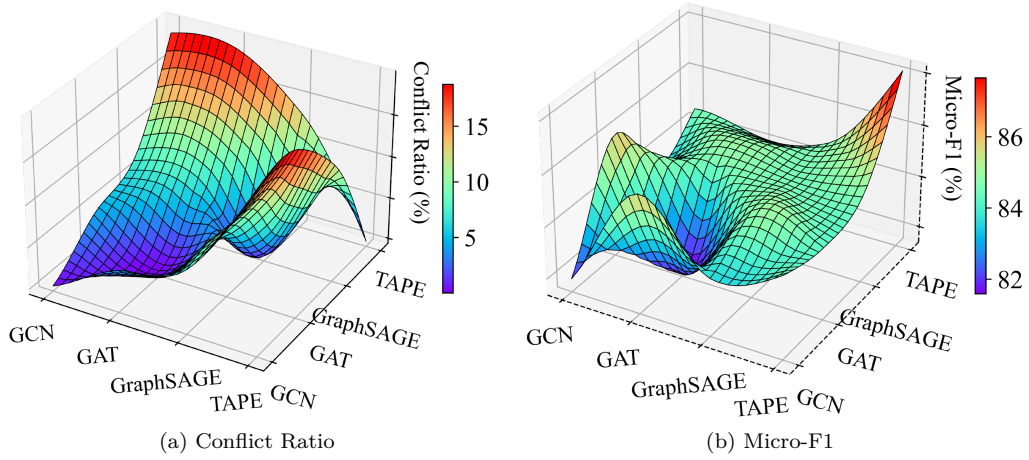 Conflict Ratio (%)
15
10
5
GCN
GAT
GraphSAGE
TAPE
GCN
GAT
GraphSAGE
TAPE
(a) Conflict Ratio
Micro-F1 (%)
86
84
82
GCN
GAT
GraphSAGE
TAPE
GCN
GAT
GraphSAGE
TAPE
(b) Micro-F1